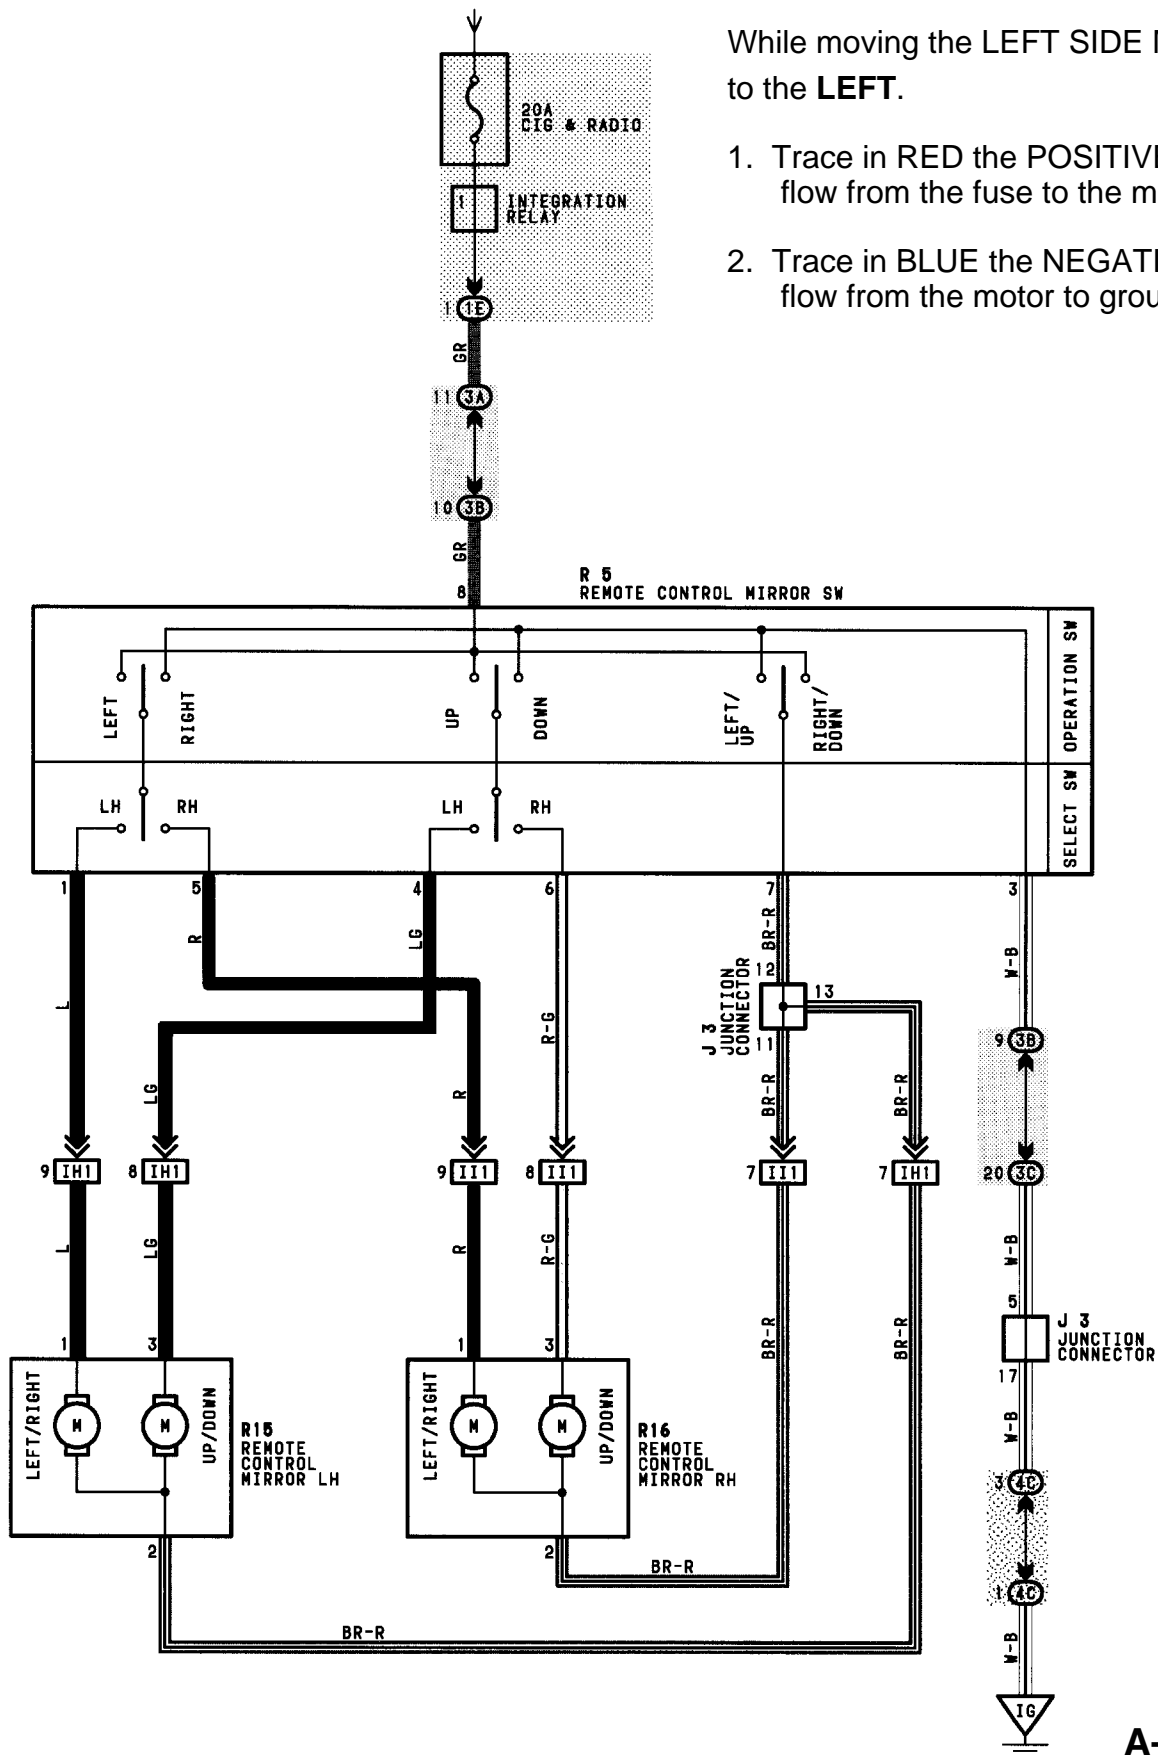 While moving the LEFT SIDE
to the LEFT.
1. Trace in RED the POSITIVE
flow from the fuse to the
2. Trace in BLUE the
flow from the motor to
20A
CIG & RADIO
1
INTEGRATION
RELAY
1 1E
GR
11 3A
10 3B
GR
8
R 5
REMOTE CONTROL MIRROR SW
LEFT
RIGHT
UP
DOWN
LEFT/
UP
RIGHT/
DOWN
OPERATION SW
LH
RH
LH
RH
SELECT SW
1
5
4
6
7
3
L
R
LG
R-G
BR-R
W-B
12
13
J 3
JUNCTION
CONNECTOR
11
LG
R
BR-R
BR-R
9 3B
9 IH1
8 IH1
9 II1
8 II1
7 II1
7 IH1
20 3C
L
LG
R
R-G
BR-R
BR-R
W-B
5
J 3
JUNCTION
CONNECTOR
17
W-B
1
3
1
3
LEFT/RIGHT
M
M
UP/DOWN
R15
REMOTE
CONTROL
MIRROR LH
LEFT/RIGHT
M
M
UP/DOWN
R16
REMOTE
CONTROL
MIRROR RH
3 4C
2
2
BR-R
1 4C
BR-R
W-B
IG
A-